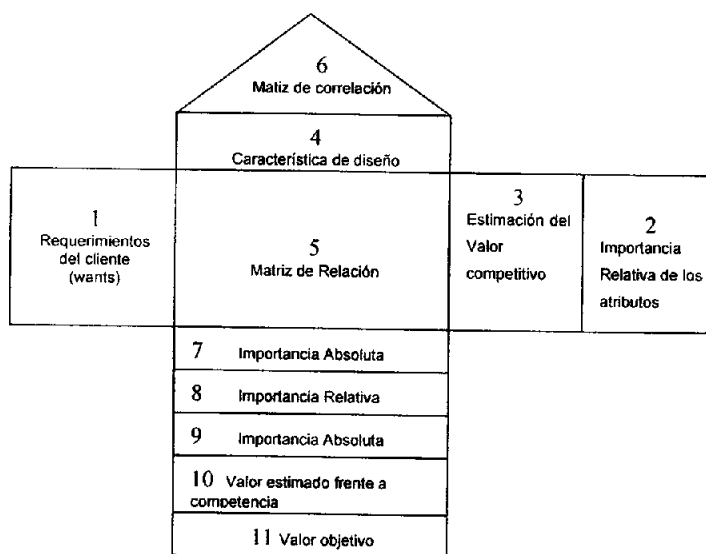 6
Matiz de correlación
4
Característica de diseño
1
Requerimientos
del cliente
(wants)
5
Matriz de Relación
3
Estimación del
Valor
competitivo
2
Importancia
Relativa de los
atributos
7 Importancia Absoluta
8 Importancia Relativa
9 Importancia Absoluta
10 Valor estimado frente a
competencia
11 Valor objetivo